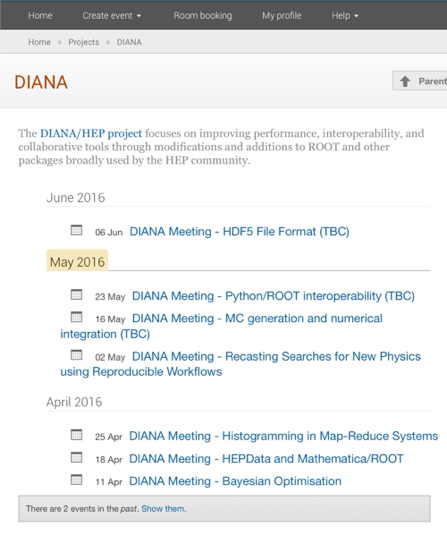 Home Create event Room booking My profile Help
Home » Projects » DIANA
DIANA
Parent
The DIANA/HEP project focuses on improving performance, interoperability, and
collaborative tools through modifications and additions to ROOT and other
packages broadly used by the HEP community.
June 2016
06 Jun DIANA Meeting - HDF5 File Format (TBC)
May 2016
23 May DIANA Meeting - Python/ROOT interoperability (TBC)
16 May DIANA Meeting - MC generation and numerical
integration (TBC)
02 May DIANA Meeting - Recasting Searches for New Physics
using Reproducible Workflows
April 2016
25 Apr DIANA Meeting - Histogramming in Map-Reduce Systems
18 Apr DIANA Meeting - HEPData and Mathematica/ROOT
11 Apr DIANA Meeting - Bayesian Optimisation
There are 2 events in the past. Show them.